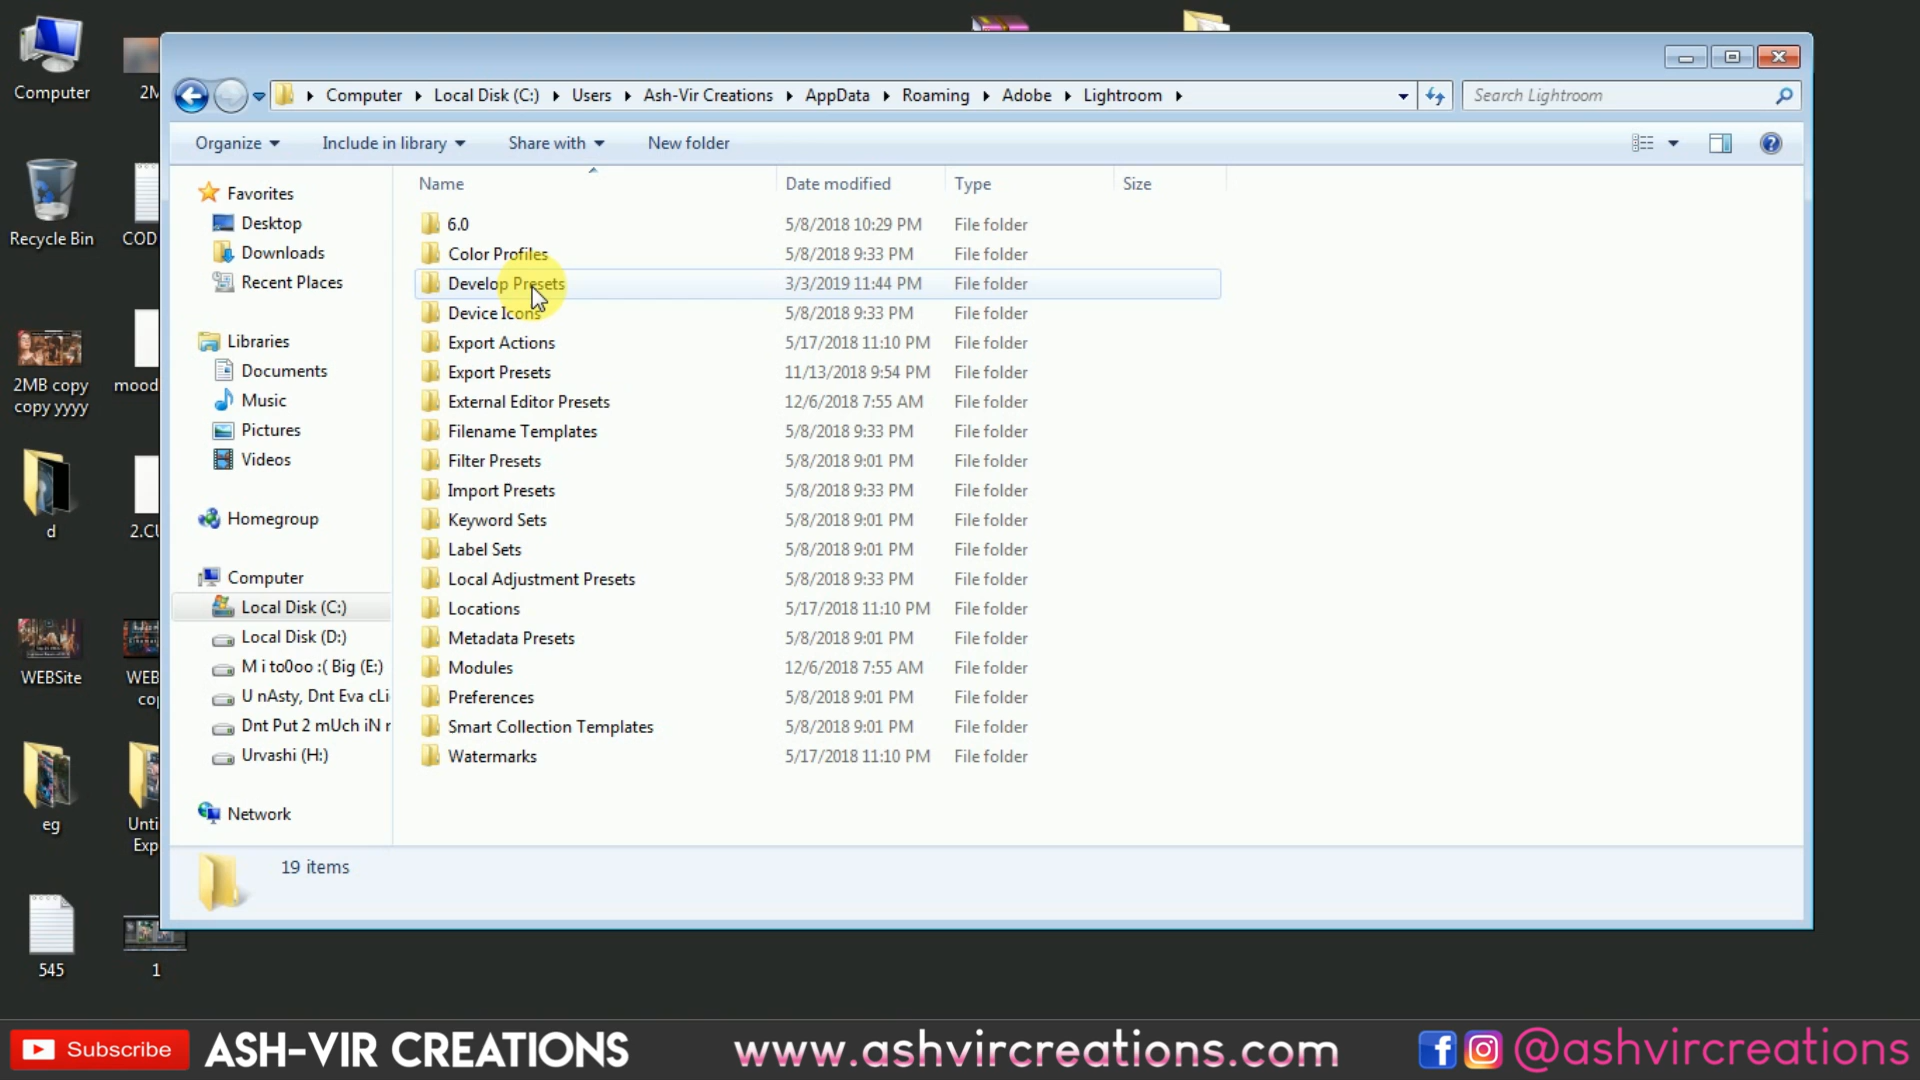 Computer
2M
Recycle Bin
COD
2MB copy
copy yyyy
mood
d
2.CU
WEBSite
WEB
cop
eg
Unti
Exp
545
1
Computer Local Disk (C:) Users Ash-Vir Creations AppData Roaming Adobe Lightroom
Search Lightroom
Organize Include in library Share with New folder
Favorites
Desktop
Downloads
Recent Places
Libraries
Documents
Music
Pictures
Videos
Homegroup
Computer
Local Disk (C:)
Local Disk (D:)
M i to0oo :( Big (E:)
U nAsty, Dnt Eva cLi
Dnt Put 2 mUch iN r
Urvashi (H:)
Network
Name Date modified Type Size
6.0 5/8/2018 10:29 PM File folder
Color Profiles 5/8/2018 9:33 PM File folder
Develop Presets 3/3/2019 11:44 PM File folder
Device Icons 5/8/2018 9:33 PM File folder
Export Actions 5/17/2018 11:10 PM File folder
Export Presets 11/13/2018 9:54 PM File folder
External Editor Presets 12/6/2018 7:55 AM File folder
Filename Templates 5/8/2018 9:33 PM File folder
Filter Presets 5/8/2018 9:01 PM File folder
Import Presets 5/8/2018 9:33 PM File folder
Keyword Sets 5/8/2018 9:01 PM File folder
Label Sets 5/8/2018 9:01 PM File folder
Local Adjustment Presets 5/8/2018 9:33 PM File folder
Locations 5/17/2018 11:10 PM File folder
Metadata Presets 5/8/2018 9:01 PM File folder
Modules 12/6/2018 7:55 AM File folder
Preferences 5/8/2018 9:01 PM File folder
Smart Collection Templates 5/8/2018 9:01 PM File folder
Watermarks 5/17/2018 11:10 PM File folder
19 items
Subscribe ASH-VIR CREATIONS www.ashvircreations.com @ashvircreations